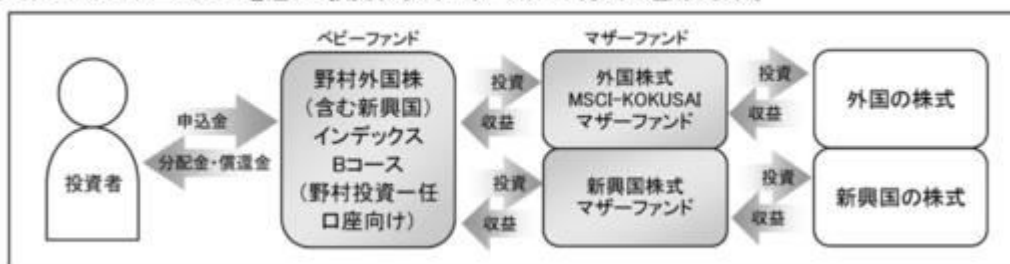 ベビーファンド
マザーファンド
投資者
申込金
分配金・償還金
野村外国株
(含む新興国)
インデックス
Bコース
(野村投資一任
口座向け)
投資
収益
投資
収益
外国株式
MSCI-KOKUSAI
マザーファンド
新興国株式
マザーファンド
投資
収益
投資
収益
外国の株式
新興国の株式